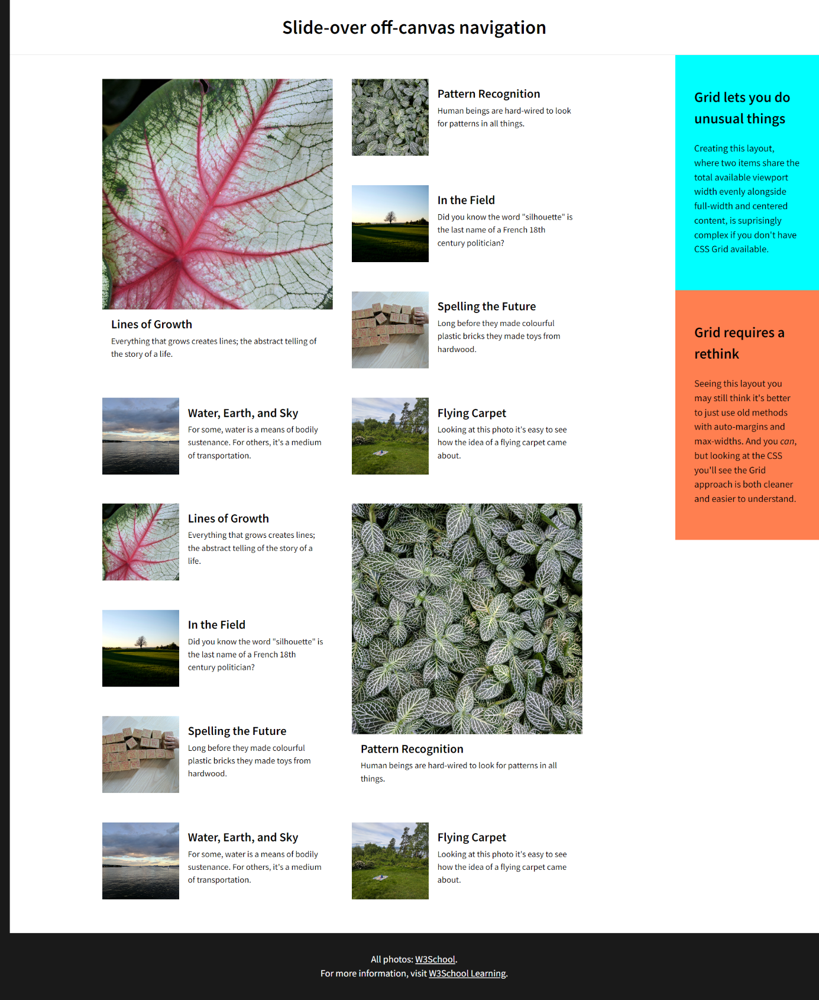 Slide-over off-canvas navigation
Lines of Growth
Everything that grows creates lines; the abstract telling of
the story of a life.
Pattern Recognition
Human beings are hard-wired to look
for patterns in all things.
In the Field
Did you know the word "silhouette" is
the last name of a French 18th
century politician?
Spelling the Future
Long before they made colourful
plastic bricks they made toys from
hardwood.
Water, Earth, and Sky
For some, water is a means of bodily
sustenance. For others, it's a medium
of transportation.
Flying Carpet
Looking at this photo it's easy to see
how the idea of a flying carpet came
about.
Lines of Growth
Everything that grows creates lines;
the abstract telling of the story of a
life.
In the Field
Did you know the word "silhouette" is
the last name of a French 18th
century politician?
Spelling the Future
Long before they made colourful
plastic bricks they made toys from
hardwood.
Pattern Recognition
Human beings are hard-wired to look for patterns in all
things.
Water, Earth, and Sky
For some, water is a means of bodily
sustenance. For others, it's a medium
of transportation.
Flying Carpet
Looking at this photo it's easy to see
how the idea of a flying carpet came
about.
Grid lets you do
unusual things
Creating this layout,
where two items share the
total available viewport
width evenly alongside
full-width and centered
content, is suprisingly
complex if you don't have
CSS Grid available.
Grid requires a
rethink
Seeing this layout you
may still think it's better
to just use old methods
with auto-margins and
max-widths. And you can,
but looking at the CSS
you'll see the Grid
approach is both cleaner
and easier to understand.
All photos: W3School.
For more information, visit W3School Learning.